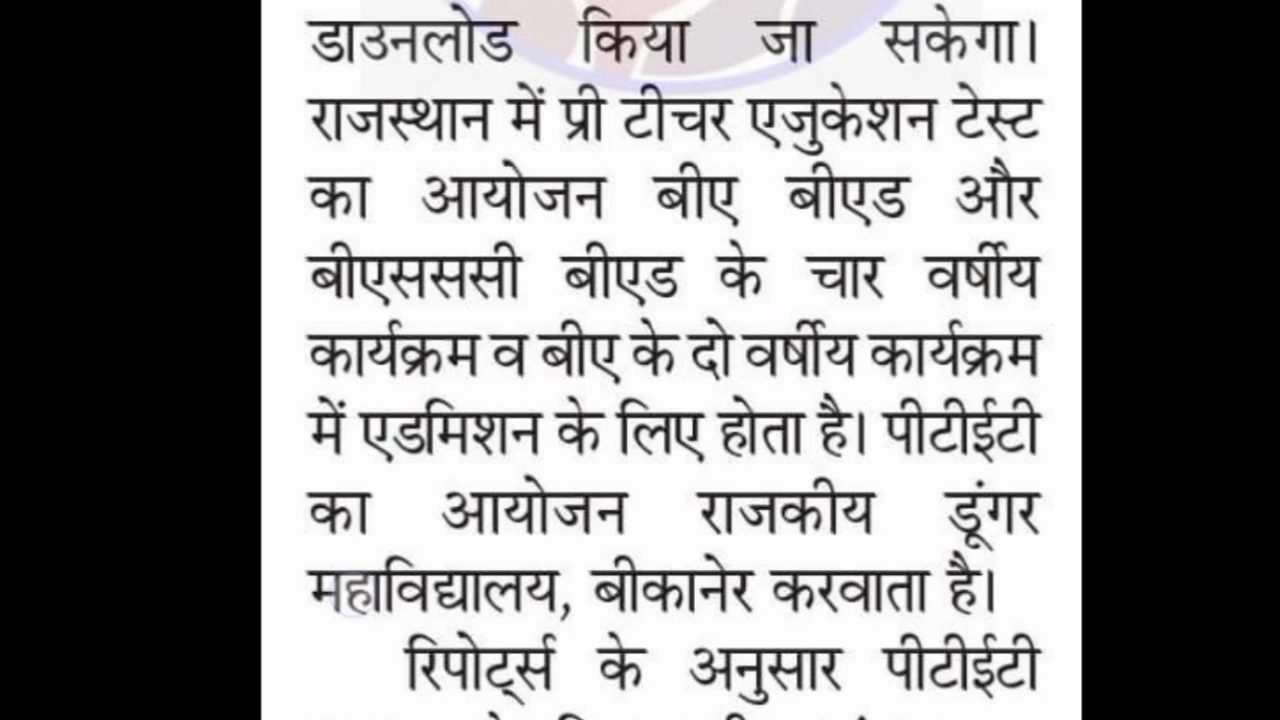 डाउनलोड किया जा सकेगा।
राजस्थान में प्री टीचर एजुकेशन टेस्ट
का आयोजन बीए बीएड और
बीएसससी बीएड के चार वर्षीय
कार्यक्रम व बीए के दो वर्षीय कार्यक्रम
में एडमिशन के लिए होता है। पीटीईटी
का आयोजन राजकीय डूंगर
महाविद्यालय, बीकानेर करवाता है।
रिपोर्ट्स के अनुसार पीटीईटी